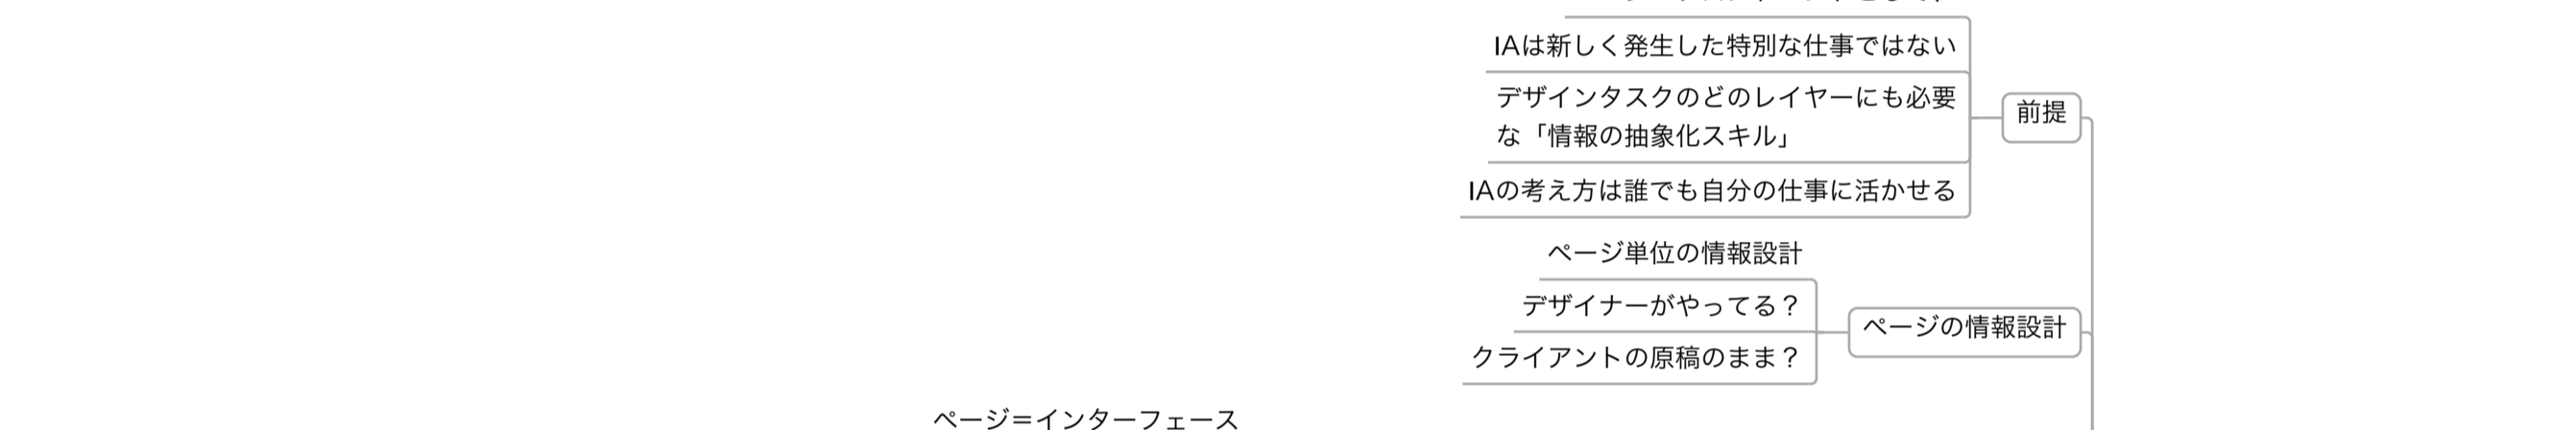 IAは新しく発生した特別な仕事ではない
デザインタスクのどのレイヤーにも必要
な「情報の抽象化スキル」
前提
IAの考え方は誰でも自分の仕事に活かせる
ページ単位の情報設計
デザイナーがやってる？
ページの情報設計
クライアントの原稿のまま？
ページ＝インターフェース